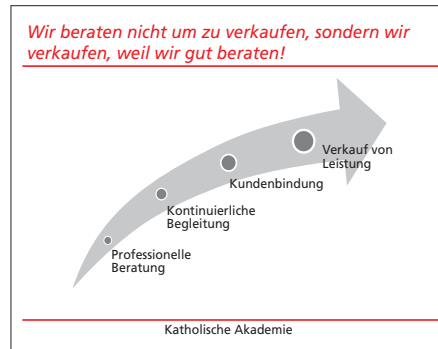 Wir beraten nicht um zu verkaufen, sondern wir
verkaufen, weil wir gut beraten!
Verkauf von
Leistung
Kundenbindung
Kontinuierliche
Begleitung
Professionelle
Beratung
Katholische Akademie